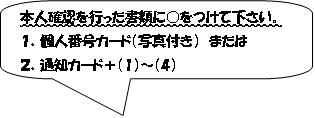 本人確認を行った書類に○をつけて下さい。
1．個人番号カード（写真付き） または
2．通知カード＋（1）～（4）